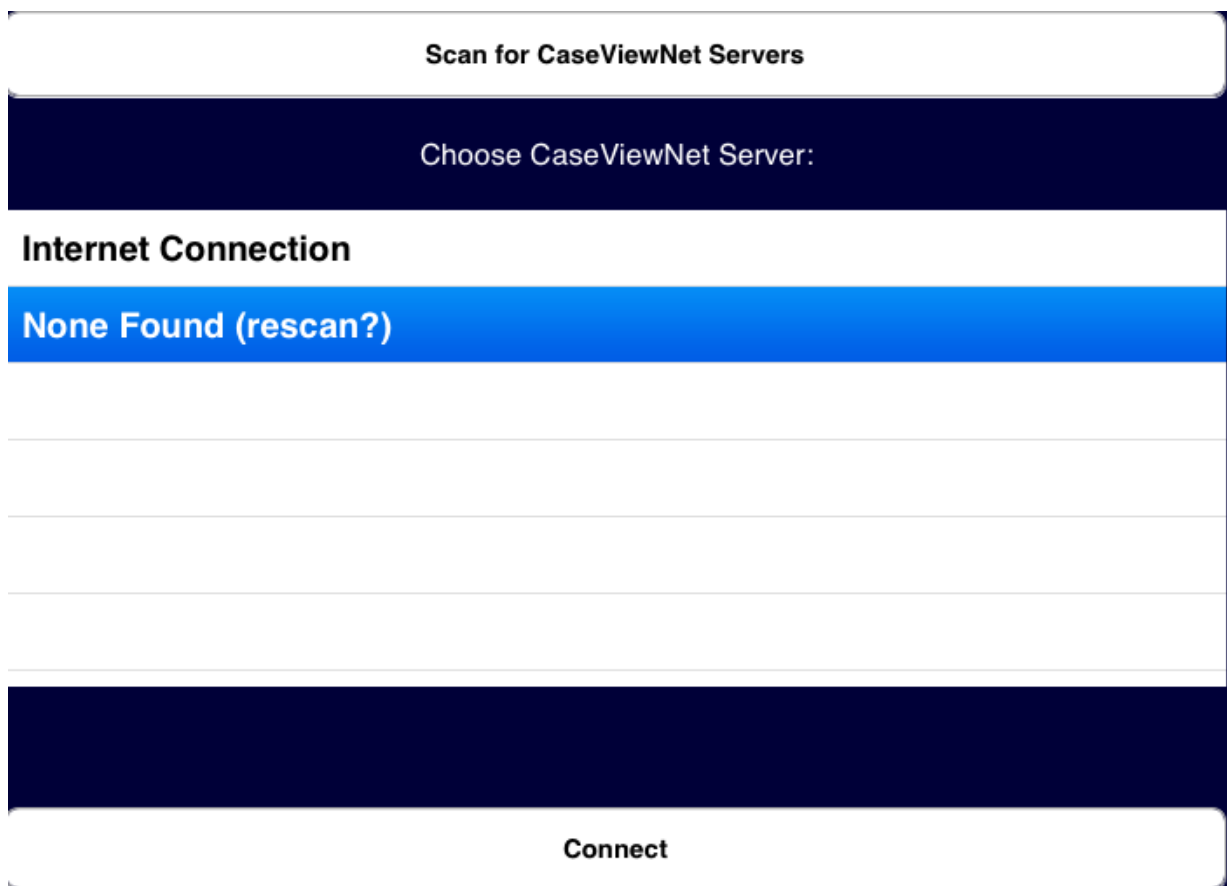 Scan for CaseViewNet Servers
Choose CaseViewNet Server:
Internet Connection
None Found (rescan?)
Connect